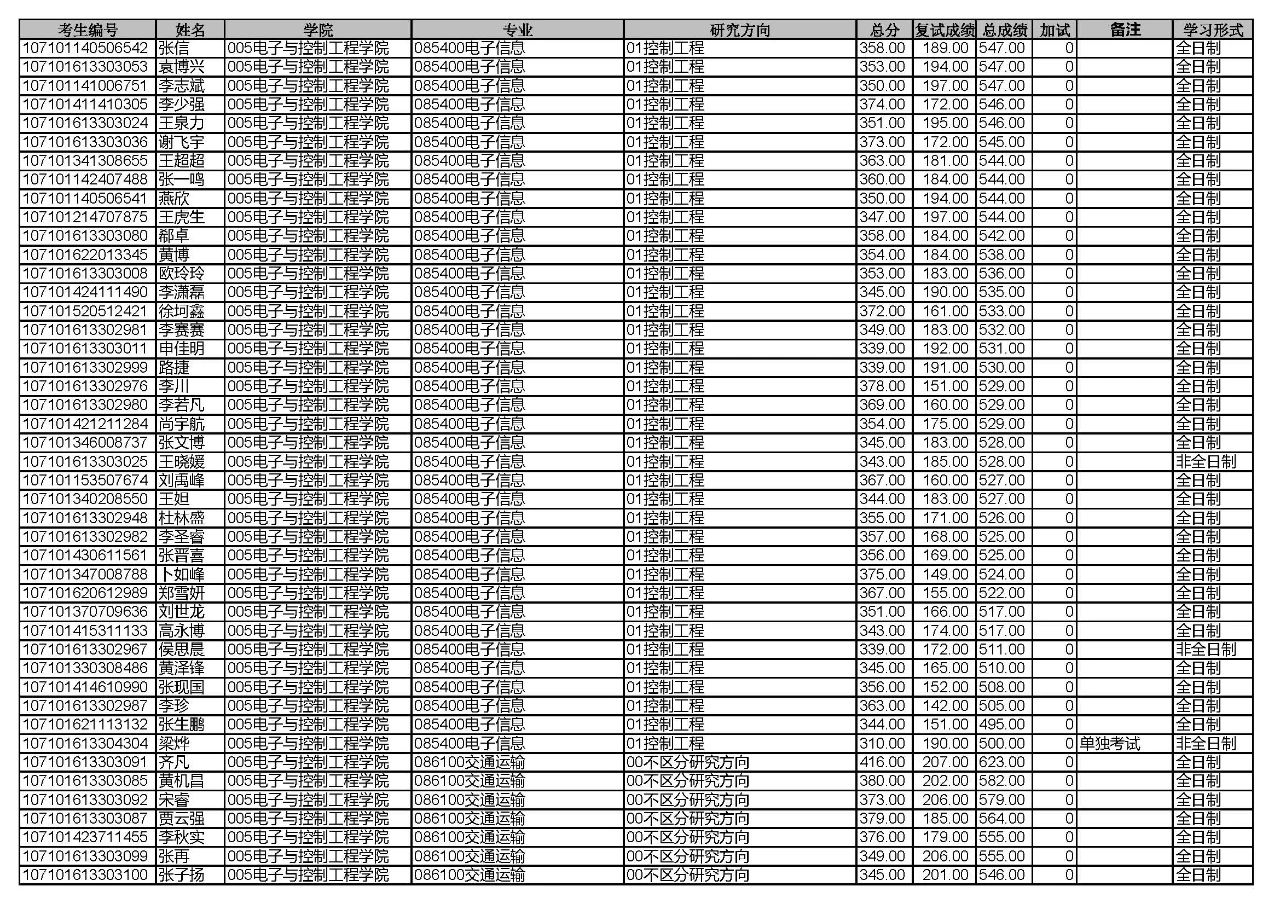 考生编号 姓名 学院 专业 研究方向 总分 复试成绩 总成绩 加试 备注 学习形式
107101140506542 张信 005电子与控制工程学院 085400电子信息 01控制工程 358.00 189.00 547.00 0 全日制
107101613303053 袁博兴 005电子与控制工程学院 085400电子信息 01控制工程 353.00 194.00 547.00 0 全日制
107101141006751 李志斌 005电子与控制工程学院 085400电子信息 01控制工程 350.00 197.00 547.00 0 全日制
107101411410305 李少强 005电子与控制工程学院 085400电子信息 01控制工程 374.00 172.00 546.00 0 全日制
107101613303024 王泉力 005电子与控制工程学院 085400电子信息 01控制工程 351.00 195.00 546.00 0 全日制
107101613303036 谢飞宇 005电子与控制工程学院 085400电子信息 01控制工程 373.00 172.00 545.00 0 全日制
107101341308655 王超超 005电子与控制工程学院 085400电子信息 01控制工程 363.00 181.00 544.00 0 全日制
107101142407488 张一鸣 005电子与控制工程学院 085400电子信息 01控制工程 360.00 184.00 544.00 0 全日制
107101140506541 燕欣 005电子与控制工程学院 085400电子信息 01控制工程 350.00 194.00 544.00 0 全日制
107101214707875 王虎生 005电子与控制工程学院 085400电子信息 01控制工程 347.00 197.00 544.00 0 全日制
107101613303080 郗卓 005电子与控制工程学院 085400电子信息 01控制工程 358.00 184.00 542.00 0 全日制
107101622013345 黄博 005电子与控制工程学院 085400电子信息 01控制工程 354.00 184.00 538.00 0 全日制
107101613303008 欧玲玲 005电子与控制工程学院 085400电子信息 01控制工程 353.00 183.00 536.00 0 全日制
107101424111490 李潇磊 005电子与控制工程学院 085400电子信息 01控制工程 345.00 190.00 535.00 0 全日制
107101520512421 徐坷鑫 005电子与控制工程学院 085400电子信息 01控制工程 372.00 161.00 533.00 0 全日制
107101613302981 李赛赛 005电子与控制工程学院 085400电子信息 01控制工程 349.00 183.00 532.00 0 全日制
107101613303011 申佳明 005电子与控制工程学院 085400电子信息 01控制工程 339.00 192.00 531.00 0 全日制
107101613302999 路捷 005电子与控制工程学院 085400电子信息 01控制工程 339.00 191.00 530.00 0 全日制
107101613302976 李川 005电子与控制工程学院 085400电子信息 01控制工程 378.00 151.00 529.00 0 全日制
107101613302980 李若凡 005电子与控制工程学院 085400电子信息 01控制工程 369.00 160.00 529.00 0 全日制
107101421211284 尚宇航 005电子与控制工程学院 085400电子信息 01控制工程 354.00 175.00 529.00 0 全日制
107101346008737 张文博 005电子与控制工程学院 085400电子信息 01控制工程 345.00 183.00 528.00 0 全日制
107101613303025 王晓媛 005电子与控制工程学院 085400电子信息 01控制工程 343.00 185.00 528.00 0 非全日制
107101153507674 刘禹峰 005电子与控制工程学院 085400电子信息 01控制工程 367.00 160.00 527.00 0 全日制
107101340208550 王妲 005电子与控制工程学院 085400电子信息 01控制工程 344.00 183.00 527.00 0 全日制
107101613302948 杜林盛 005电子与控制工程学院 085400电子信息 01控制工程 355.00 171.00 526.00 0 全日制
107101613302982 李圣睿 005电子与控制工程学院 085400电子信息 01控制工程 357.00 168.00 525.00 0 全日制
107101430611561 张晋喜 005电子与控制工程学院 085400电子信息 01控制工程 356.00 169.00 525.00 0 全日制
107101347008788 卜如峰 005电子与控制工程学院 085400电子信息 01控制工程 375.00 149.00 524.00 0 全日制
107101620612989 郑雪妍 005电子与控制工程学院 085400电子信息 01控制工程 367.00 155.00 522.00 0 全日制
107101370709636 刘世龙 005电子与控制工程学院 085400电子信息 01控制工程 351.00 166.00 517.00 0 全日制
107101415311133 高永博 005电子与控制工程学院 085400电子信息 01控制工程 343.00 174.00 517.00 0 全日制
107101613302967 侯思晨 005电子与控制工程学院 085400电子信息 01控制工程 339.00 172.00 511.00 0 非全日制
107101330308486 黄泽锋 005电子与控制工程学院 085400电子信息 01控制工程 345.00 165.00 510.00 0 全日制
107101414610990 张现国 005电子与控制工程学院 085400电子信息 01控制工程 356.00 152.00 508.00 0 全日制
107101613302987 李珍 005电子与控制工程学院 085400电子信息 01控制工程 363.00 142.00 505.00 0 全日制
107101621113132 张生鹏 005电子与控制工程学院 085400电子信息 01控制工程 344.00 151.00 495.00 0 全日制
107101613304304 梁烨 005电子与控制工程学院 085400电子信息 01控制工程 310.00 190.00 500.00 0 单独考试 非全日制
107101613303091 齐凡 005电子与控制工程学院 086100交通运输 00不区分研究方向 416.00 207.00 623.00 0 全日制
107101613303085 黄机昌 005电子与控制工程学院 086100交通运输 00不区分研究方向 380.00 202.00 582.00 0 全日制
107101613303092 宋睿 005电子与控制工程学院 086100交通运输 00不区分研究方向 373.00 206.00 579.00 0 全日制
107101613303087 贾云强 005电子与控制工程学院 086100交通运输 00不区分研究方向 379.00 185.00 564.00 0 全日制
107101423711455 李秋实 005电子与控制工程学院 086100交通运输 00不区分研究方向 376.00 179.00 555.00 0 全日制
107101613303099 张再 005电子与控制工程学院 086100交通运输 00不区分研究方向 349.00 206.00 555.00 0 全日制
107101613303100 张子扬 005电子与控制工程学院 086100交通运输 00不区分研究方向 345.00 201.00 546.00 0 全日制